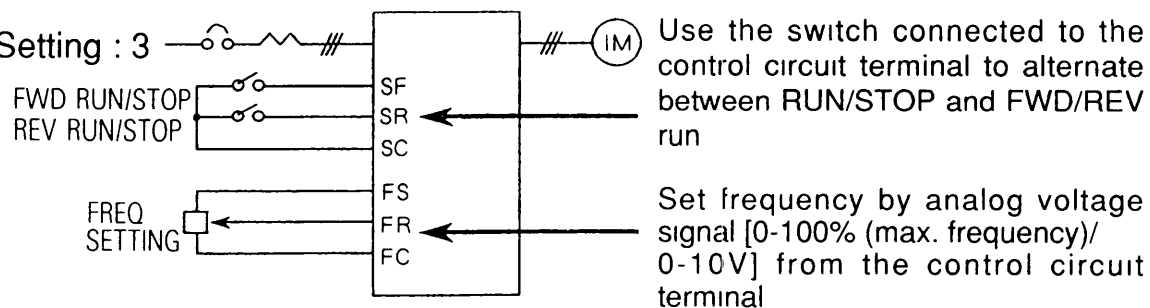 Setting : 3
IM
FWD RUN/STOP
REV RUN/STOP
SF
SR
SC
FREQ
SETTING
FS
FR
FC
Use the switch connected to the
control circuit terminal to alternate
between RUN/STOP and FWD/REV
run
Set frequency by analog voltage
signal [0-100% (max. frequency)/
0-10V] from the control circuit
terminal